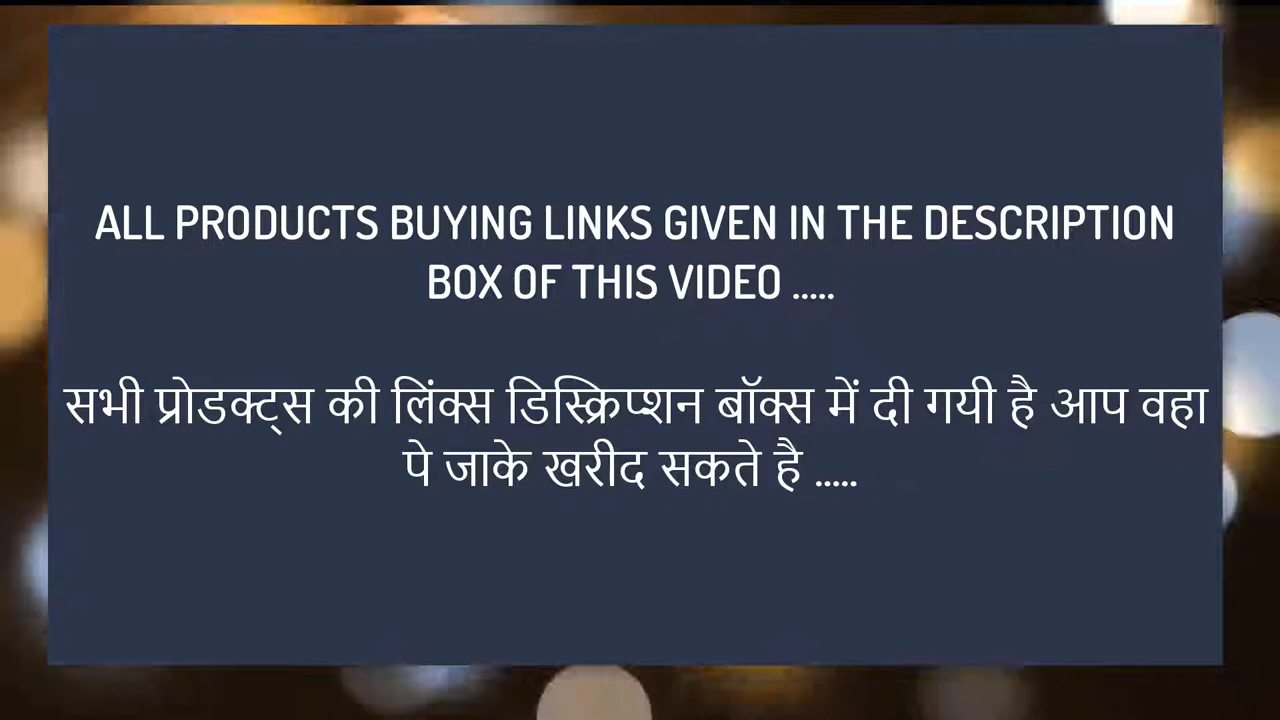 ALL PRODUCTS BUYING LINKS GIVEN IN THE DESCRIPTION
BOX OF THIS VIDEO .....
सभी प्रोडक्ट्स की लिंक्स डिस्क्रिप्शन बॉक्स में दी गयी है आप वहा
पे जाके खरीद सकते है .....